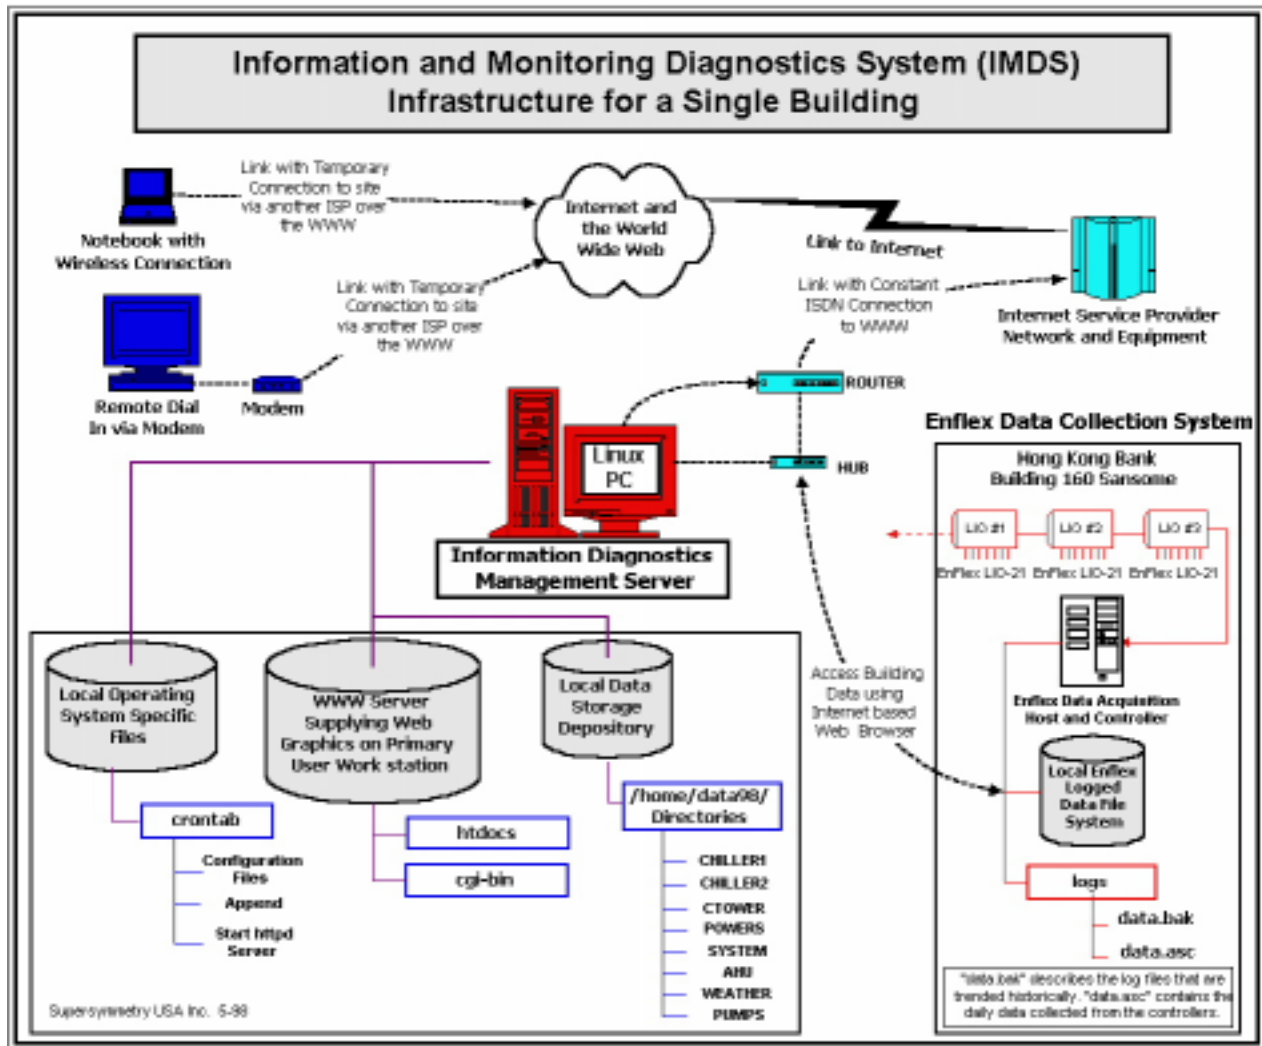 Information and Monitoring Diagnostics System (IMDS)
Infrastructure for a Single Building
Link with Temporary
Connection to site
via another ISP over
the WWW
Notebook with
Wireless Connection
Internet and
the World
Wide Web
Link to Internet
Link with Temporary
Connection to site
via another ISP over
the WWW
Remote Dial
In via Modem
Modem
Link with Constant
ISDN Connection
to WWW
Internet Service Provider
Network and Equipment
ROUTER
HUB
Linux
PC
Information Diagnostics
Management Server
Enflex Data Collection System
Hong Kong Bank
Building 160 Sansome
LIO #1
LIO #2
LIO #3
EnFlex LIO-21
EnFlex LIO-21
EnFlex LIO-21
Enflex Data Acquisition
Host and Controller
Access Building
Data using
Internet based
Web Browser
Local Enflex
Logged
Data File
System
logs
data.bak
data.asc
"data.bak" describes the log files that are
trended historically. "data.asc" contains the
daily data collected from the controllers.
Local Operating
System Specific
Files
WWW Server
Supplying Web
Graphics on Primary
User Work station
Local Data
Storage
Depository
crontab
Configuration
Files
Append
Start httpd
Server
htdocs
cgi-bin
/home/data98/
Directories
CHILLER1
CHILLER2
CTOWER
POWERS
SYSTEM
AHU
WEATHER
PUMPS
Supersymmetry USA Inc. 5-98